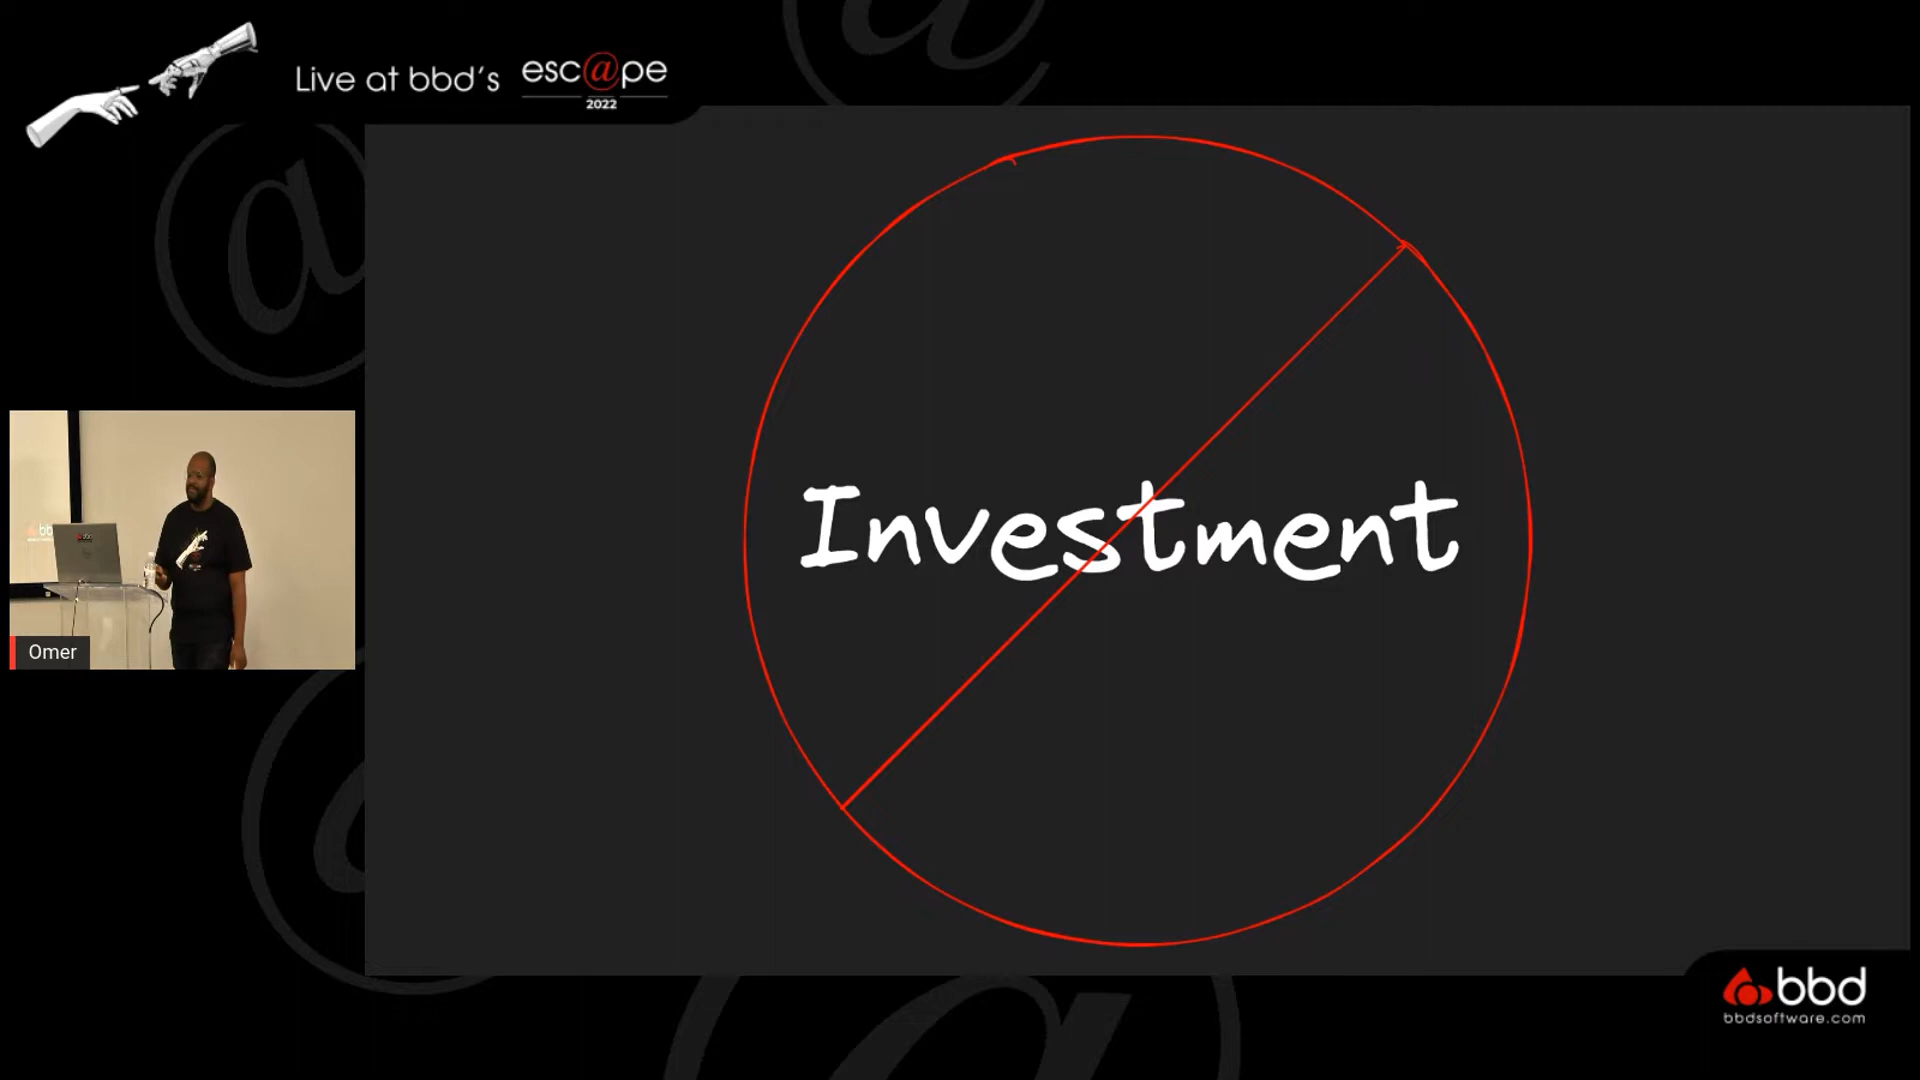 Live at bbd's
esc@pe
2022
Investment
Omer
bbd
bbdsoftware.com